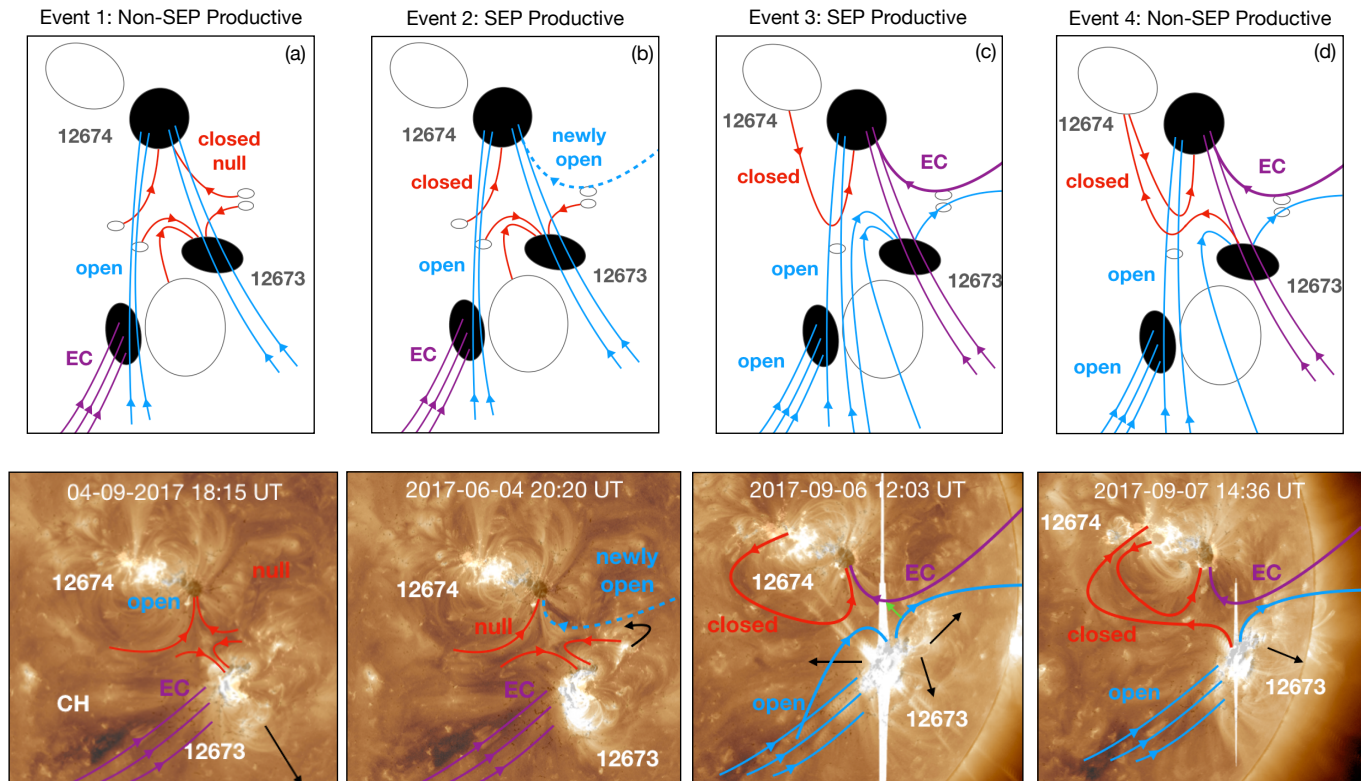 Event 1: Non-SEP Productive
Event 2: SEP Productive
Event 3: SEP Productive
Event 4: Non-SEP Productive
(a)
12674
closed
null
open
12673
EC
(b)
12674
newly
open
closed
open
12673
EC
(c)
12674
EC
closed
open
12673
open
(d)
12674
EC
closed
open
12673
open
04-09-2017 18:15 UT
12674
null
open
EC
CH
12673
2017-06-04 20:20 UT
newly
open
12674
null
EC
12673
2017-09-06 12:03 UT
12674
EC
closed
open
12673
2017-09-07 14:36 UT
12674
EC
closed
open
12673